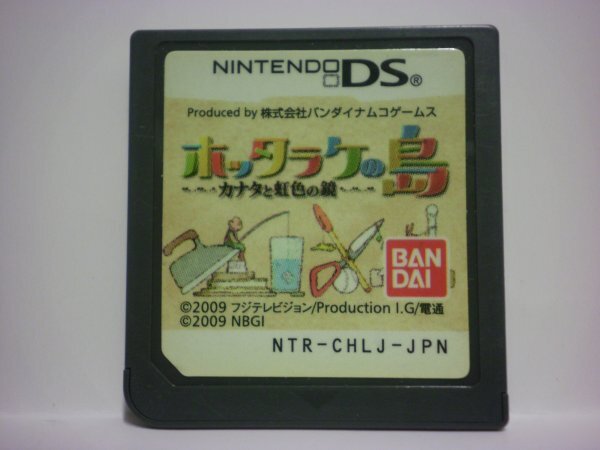 NINTENDO DS®
Produced by 株式会社バンダイナムコゲームス
ホッタラケの島
カナタと虹色の鏡
BAN
DAI
©2009 フジテレビジョン/Production I.G/電通
©2009 NBGI
NTR-CHLJ-JPN